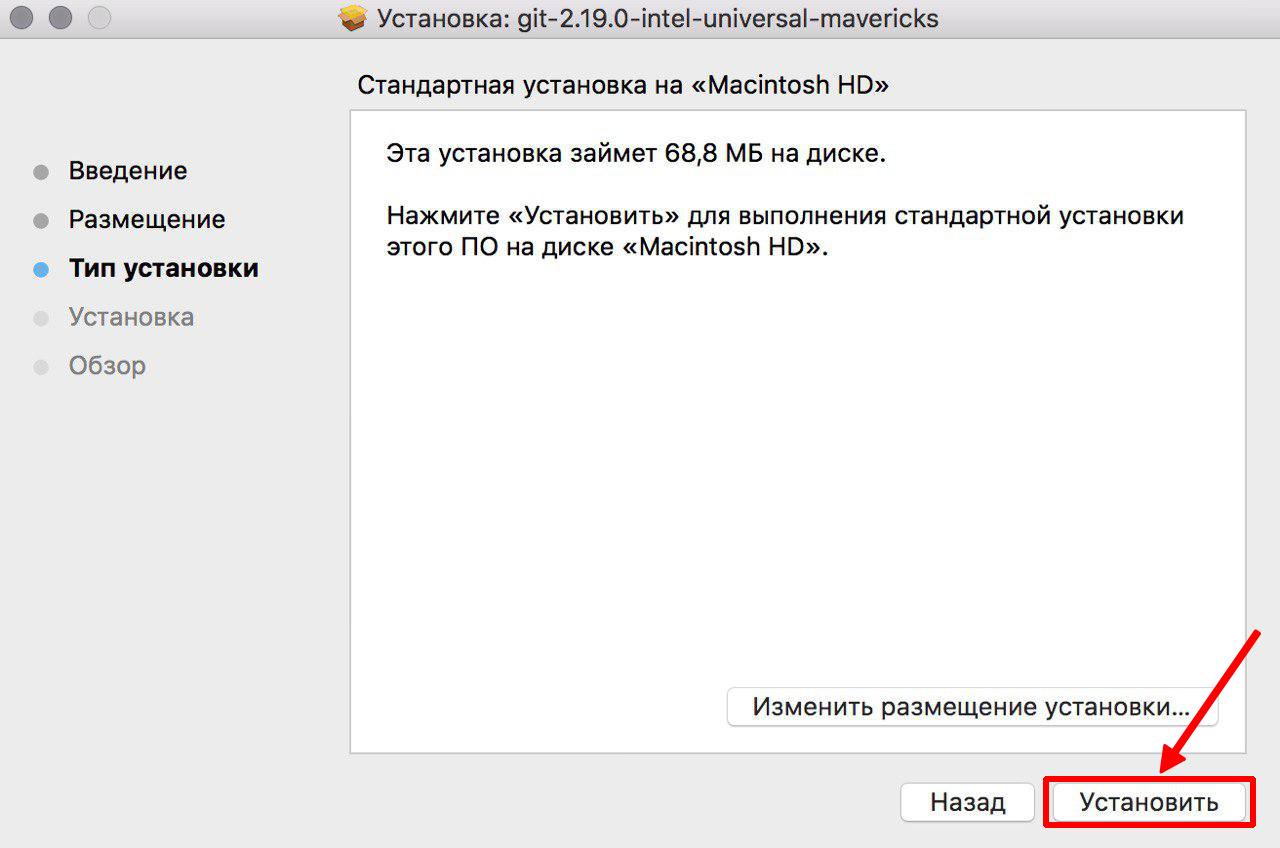 Установка: git-2.19.0-intel-universal-mavericks
Стандартная установка на «Macintosh HD»
Введение
Размещение
Тип установки
Установка
Обзор
Эта установка займет 68,8 МБ на диске.
Нажмите «Установить» для выполнения стандартной установки
этого ПО на диске «Macintosh HD».
Изменить размещение установки...
Назад
Установить